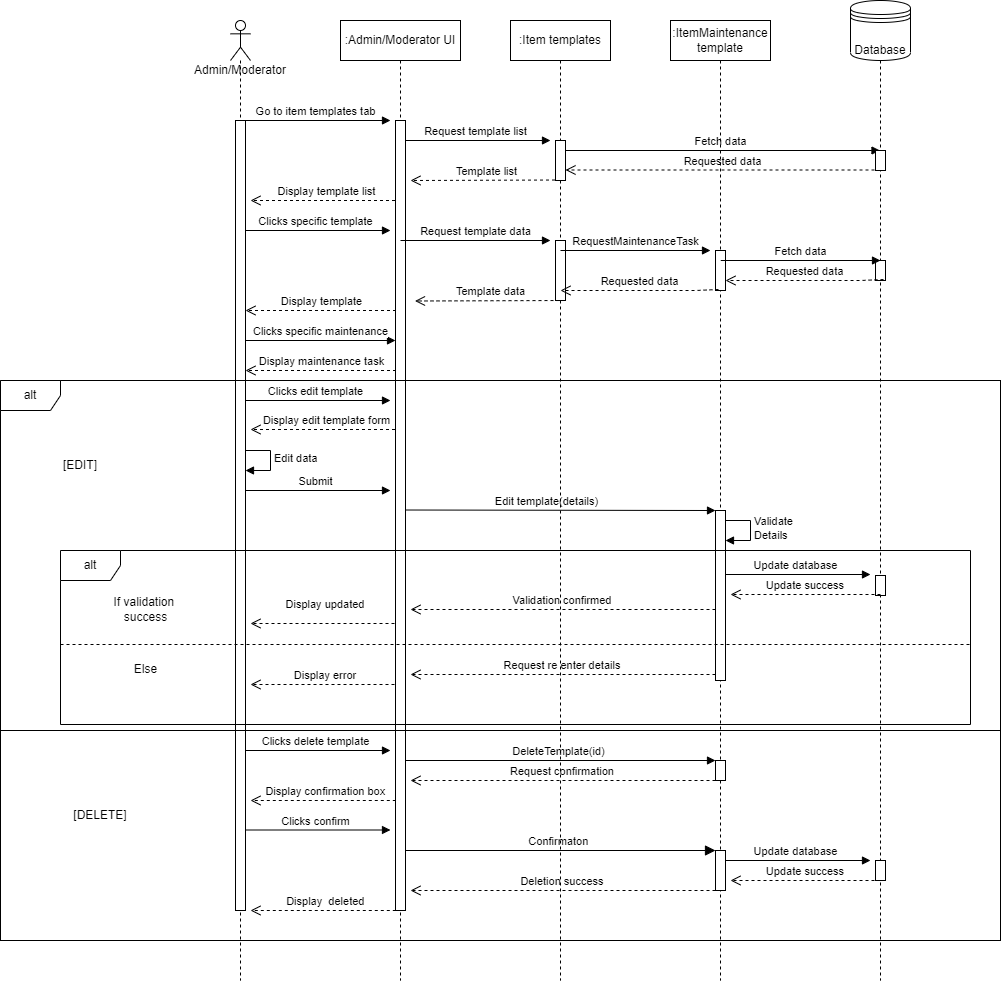 :Admin/Moderator UI
:Item templates
:ItemMaintenance
template
Database
Admin/Moderator
Go to item templates tab
Request template list
Fetch data
Requested data
Template list
Display template list
Clicks specific template
Request template data
RequestMaintenanceTask
Fetch data
Requested data
Requested data
Template data
Display template
Clicks specific maintenance
Display maintenance task
alt
Clicks edit template
Display edit template form
[EDIT]
Edit data
Submit
Edit template(details)
Validate
Details
alt
Update database
Update success
If validation
success
Display updated
Validation confirmed
Else
Request re enter details
Display error
Clicks delete template
DeleteTemplate(id)
Request confirmation
Display confirmation box
[DELETE]
Clicks confirm
Confirmaton
Update database
Update success
Deletion success
Display deleted